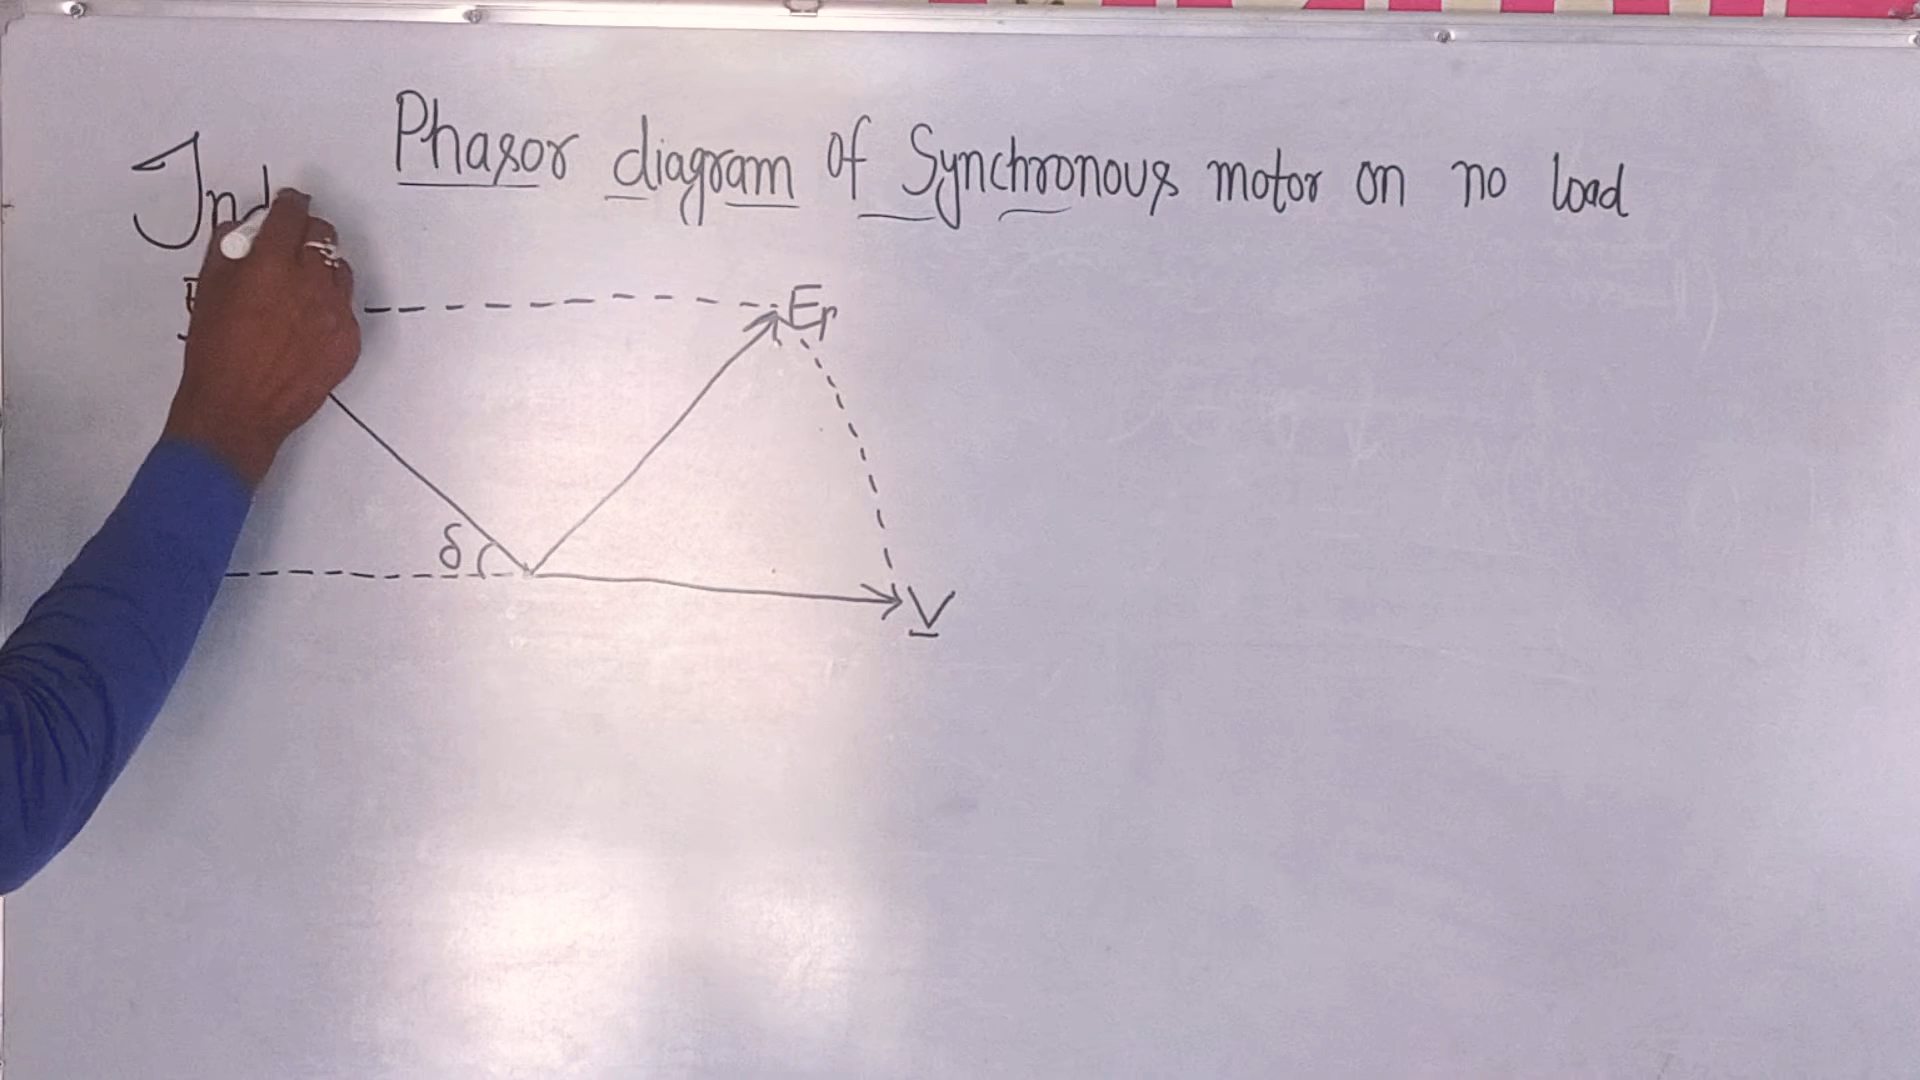 Phasor diagram of Synchronous motor on no load
Er
δ
V